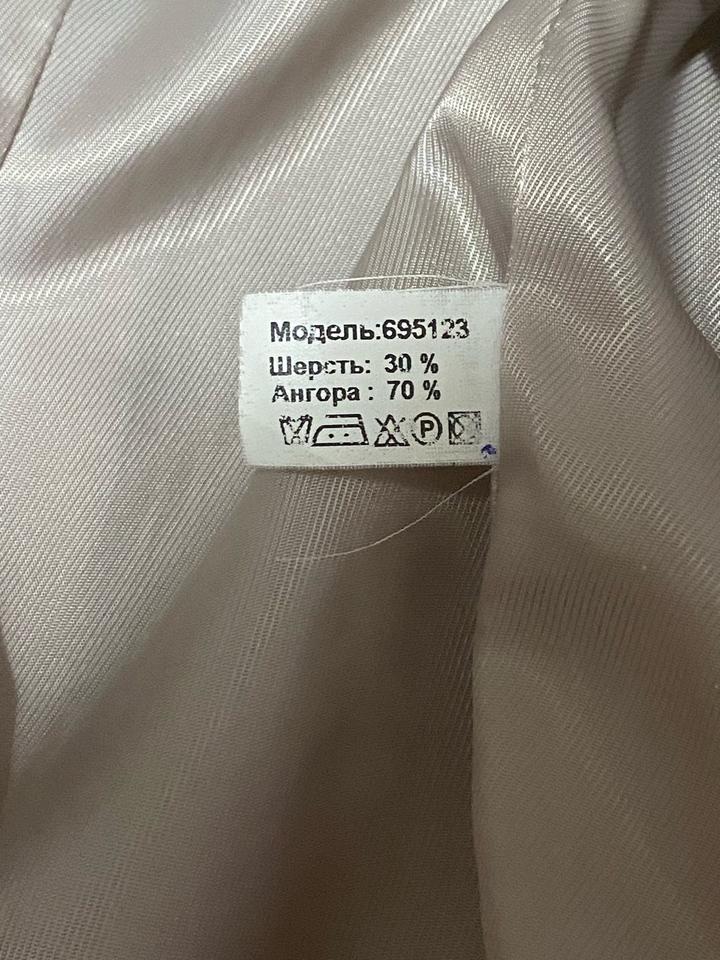 Модель:695123
Шерсть: 30 %
Ангора : 70 %
P